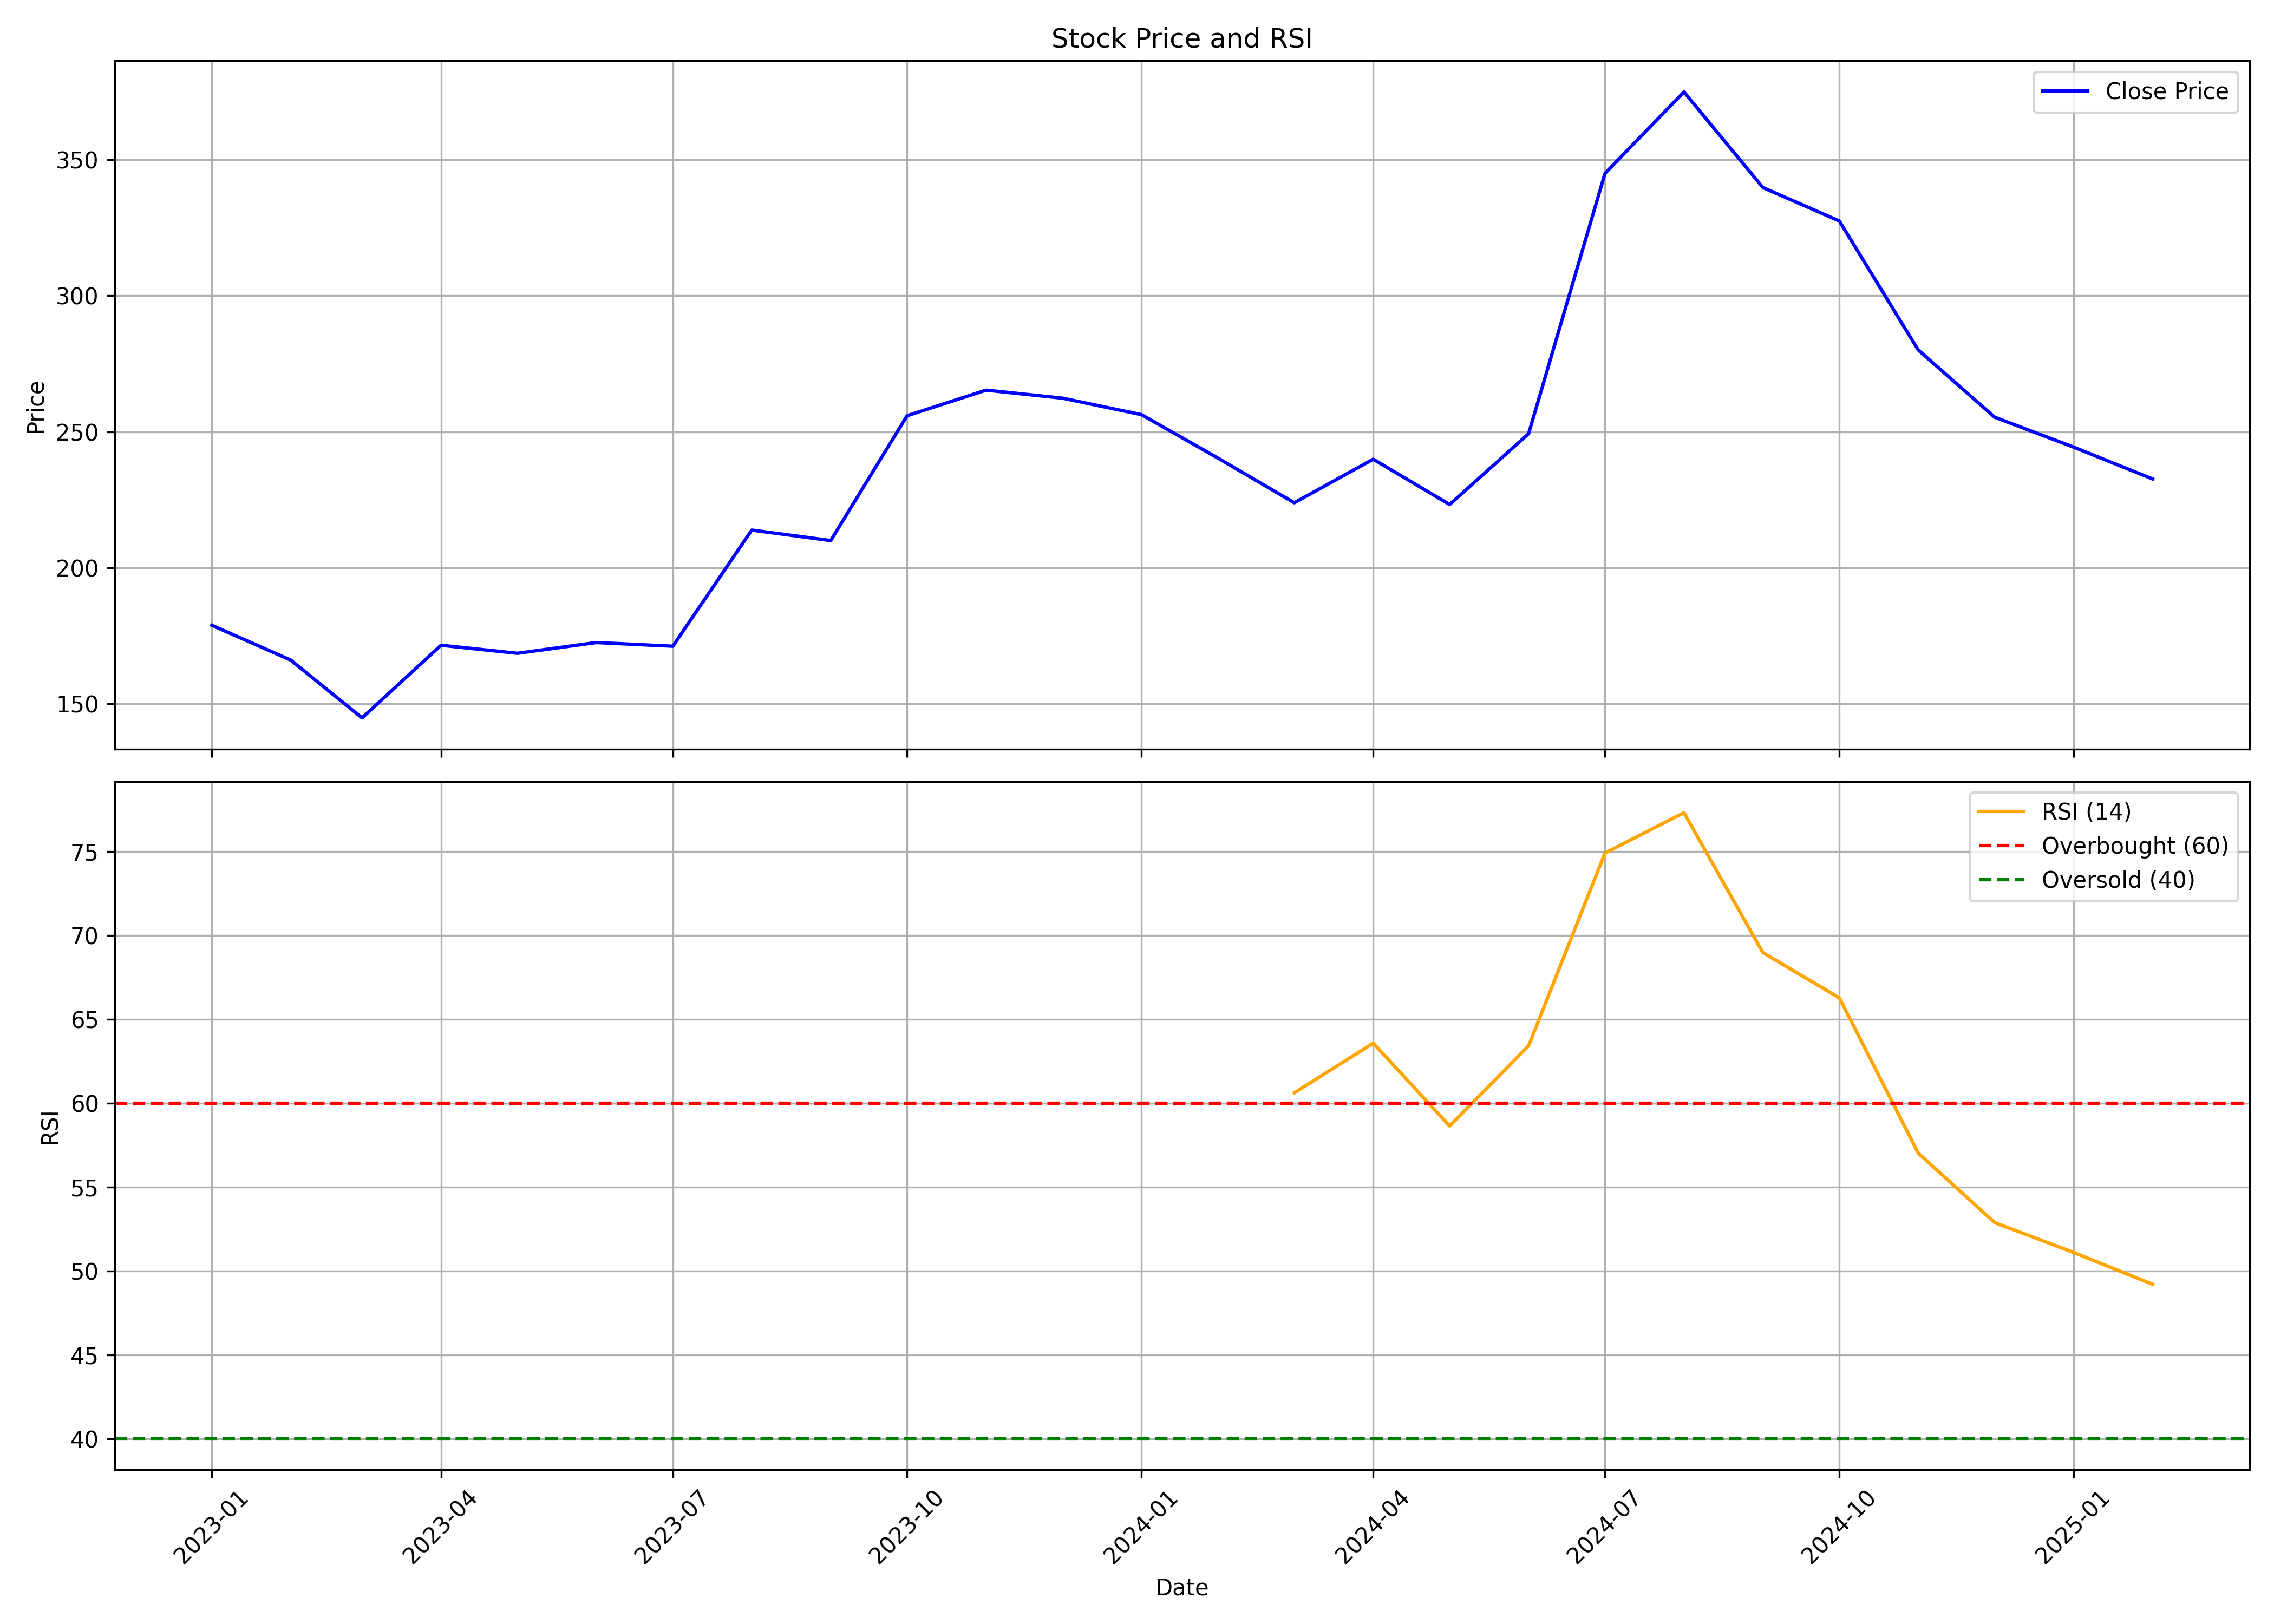 Stock Price and RSI
Close Price
Price
350
300
250
200
150
RSI (14)
Overbought (60)
Oversold (40)
RSI
75
70
65
60
55
50
45
40
2023-01
2023-04
2023-07
2023-10
2024-01
2024-04
2024-07
2024-10
2025-01
Date